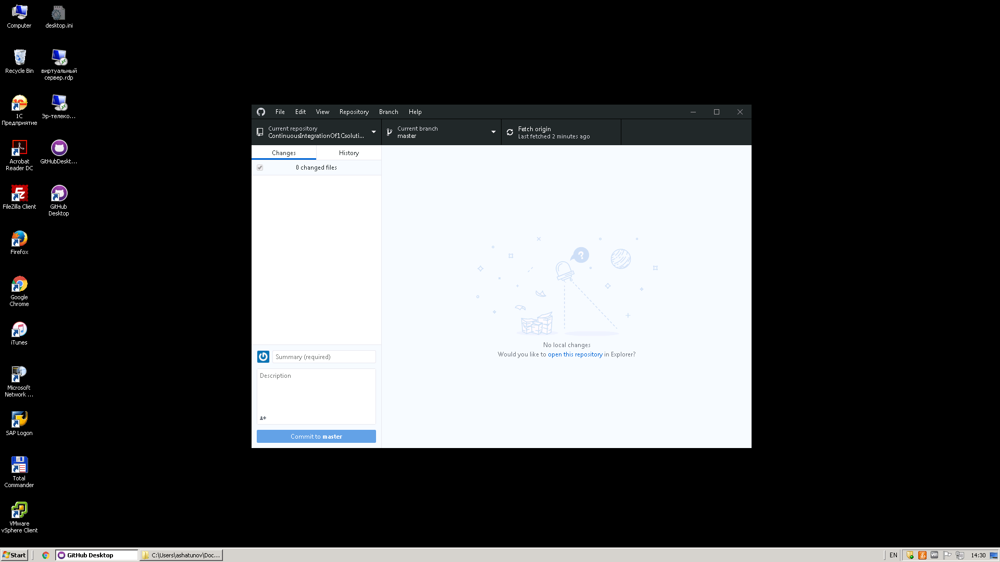 Computer
desktop.ini
Recycle Bin
виртуальный
сервер.rdp
1C
Предприятие
Эр-телеко...
Acrobat
Reader DC
GitHubDeskt...
FileZilla Client
GitHub
Desktop
Firefox
Google
Chrome
iTunes
Microsoft
Network ...
SAP Logon
Total
Commander
VMware
vSphere Client
File Edit View Repository Branch Help
Current repository
ContinuousIntegrationOf1Csoluti...
Current branch
master
Fetch origin
Last fetched 2 minutes ago
Changes History
0 changed files
?
No local changes
Would you like to open this repository in Explorer?
Summary (required)
Description
Commit to master
Start GitHub Desktop C:\Users\ashatunov\Doc... EN 14:30